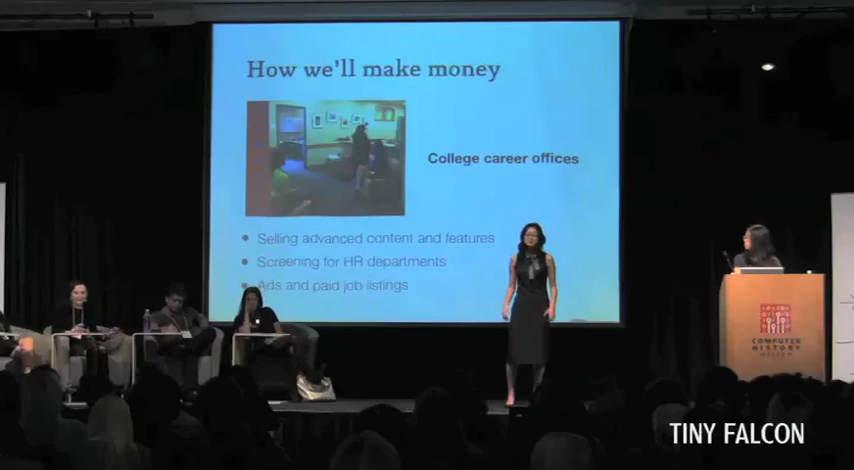 How we'll make money
College career offices
Selling advanced content and features
Screening for HR departments
Ads and paid job listings
COMPUTER
HISTORY
MUSEUM
TINY FALCON